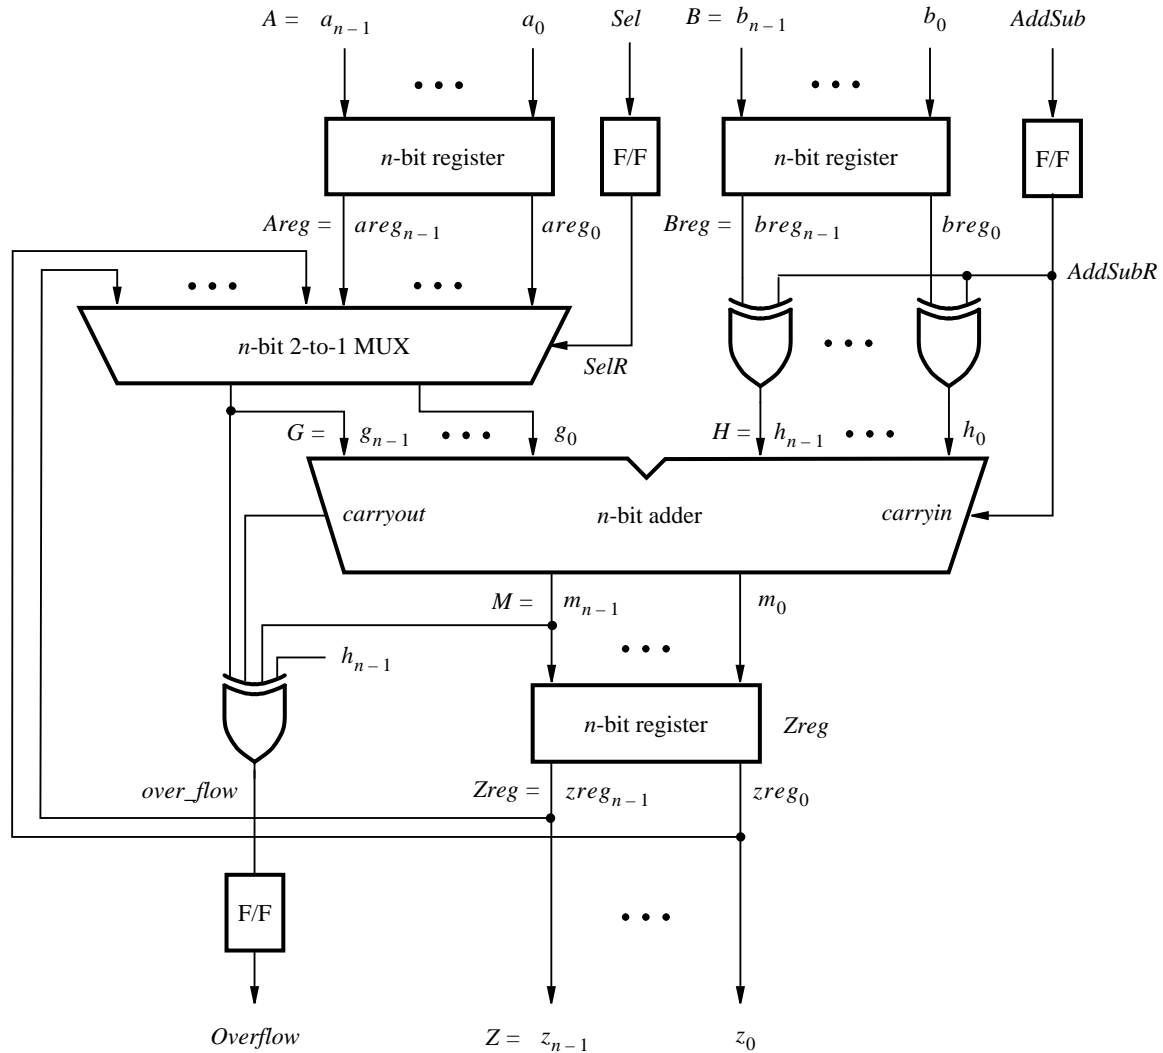 A = a_{n-1} a_0 Sel B = b_{n-1} b_0 AddSub
n-bit register F/F n-bit register F/F
Areg = areg_{n-1} areg_0 Breg = breg_{n-1} breg_0
AddSubR
n-bit 2-to-1 MUX
SelR
G = g_{n-1} g_0 H = h_{n-1} h_0
carryout n-bit adder carryin
M = m_{n-1} m_0
h_{n-1}
n-bit register Zreg
over_flow Zreg = zreg_{n-1} zreg_0
F/F
Overflow Z = z_{n-1} z_0